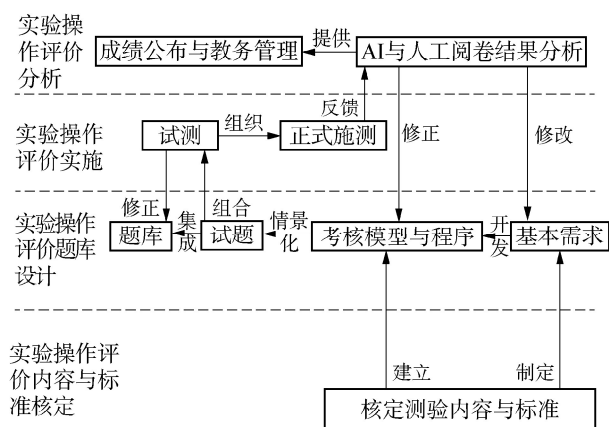 实验操
作评价
分析
成绩公布与教务管理
提供
AI与人工阅卷结果分析
实验操作
评价实施
试测
组织
正式施测
反馈
修正
修改
实验操作
评价题库
设计
修正
题库
集
成
组合
试题
情景
化
考核模型与程序
开
发
基本需求
实验操作评
价内容与标
准核定
建立
制定
核定测验内容与标准